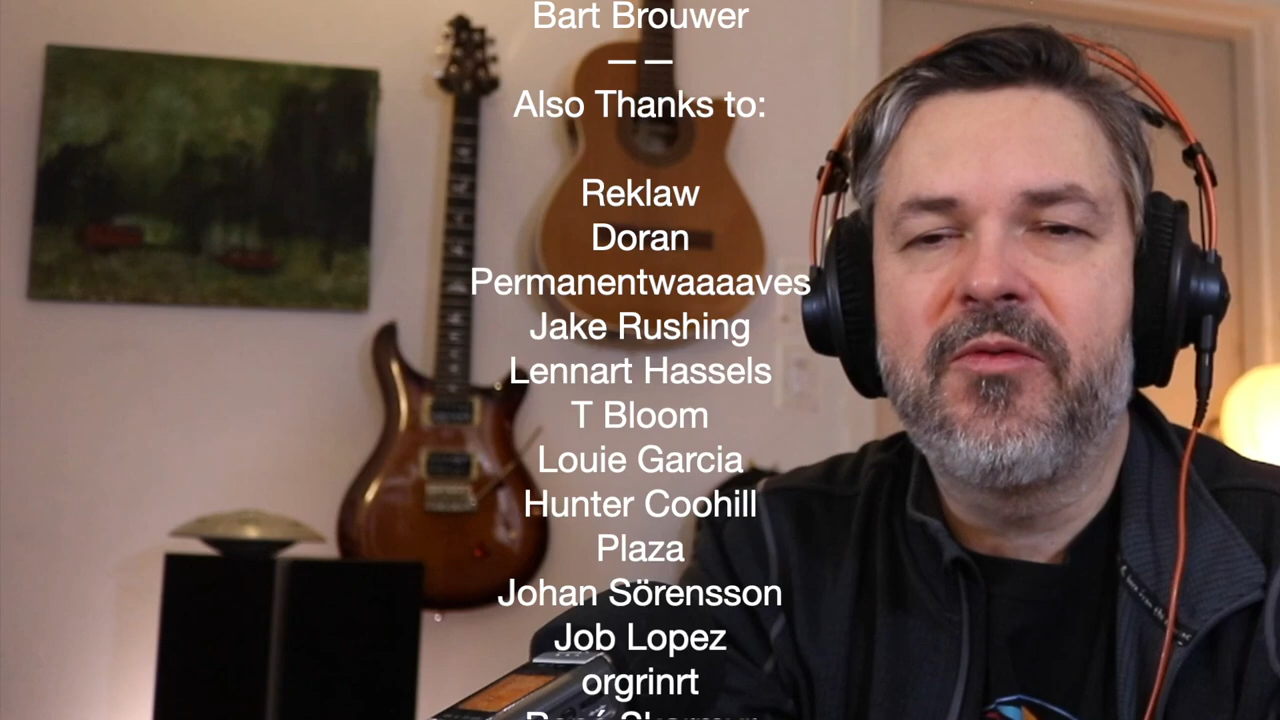 Bart Brouwer
— —
Also Thanks to:
Reklaw
Doran
Permanentwaaaaves
Jake Rushing
Lennart Hassels
T Bloom
Louie Garcia
Hunter Coohill
Plaza
Johan Sörensson
Job Lopez
orgrinrt